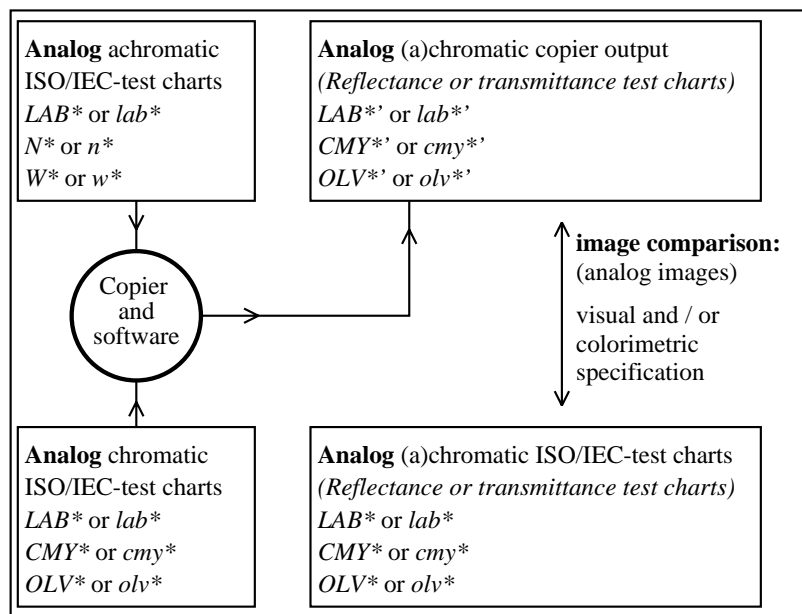 Analog achromatic
ISO/IEC-test charts
LAB* or lab*
N* or n*
W* or w*
Analog (a)chromatic copier output
(Reflectance or transmittance test charts)
LAB*’ or lab*’
CMY*’ or cmy*’
OLV*’ or olv*’
Copier
and
software
image comparison:
(analog images)
visual and / or
colorimetric
specification
Analog chromatic
ISO/IEC-test charts
LAB* or lab*
CMY* or cmy*
OLV* or olv*
Analog (a)chromatic ISO/IEC-test charts
(Reflectance or transmittance test charts)
LAB* or lab*
CMY* or cmy*
OLV* or olv*